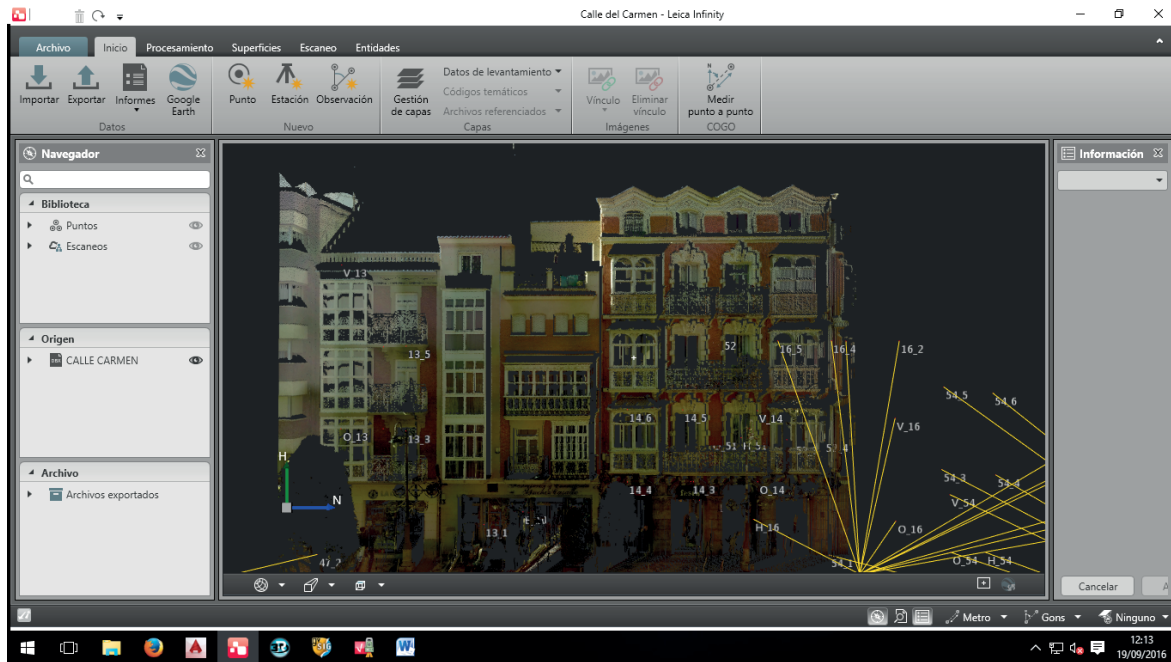 Calle del Carmen - Leica Infinity
Archivo Inicio Procesamiento Superficies Escaneo Entidades
Importar Exportar Informes Google Earth
Datos
Punto Estación Observación
Nuevo
Gestión de capas
Datos de levantamiento
Códigos temáticos
Archivos referenciados
Capas
Vínculo Eliminar vínculo
Imágenes
Medir punto a punto
COGO
Navegador
Biblioteca
Puntos
Escaneos
Origen
CALLE CARMEN
Archivo
Archivos exportados
V_13
13_5
52
16_5
16_4
16_2
54_5
54_6
14_6
14_5
V_14
V_16
O_13
13_3
H
54_3
54_4
14_4
14_3
O_14
N
V_54
H_16
O_16
13_1
47_2
54_1
O_54
H_54
Información
Cancelar
Metro Gons Ninguno
12:13
19/09/2016